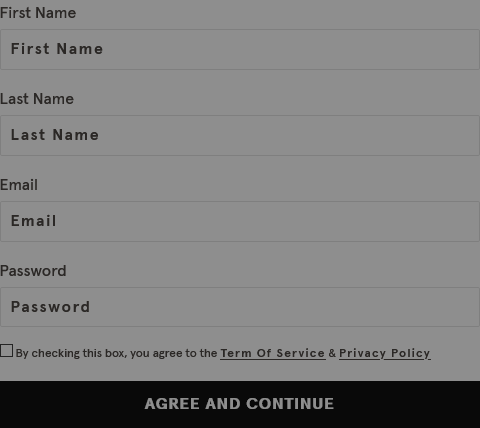 First Name
First Name
Last Name
Last Name
Email
Email
Password
Password
By checking this box, you agree to the Term Of Service & Privacy Policy
AGREE AND CONTINUE